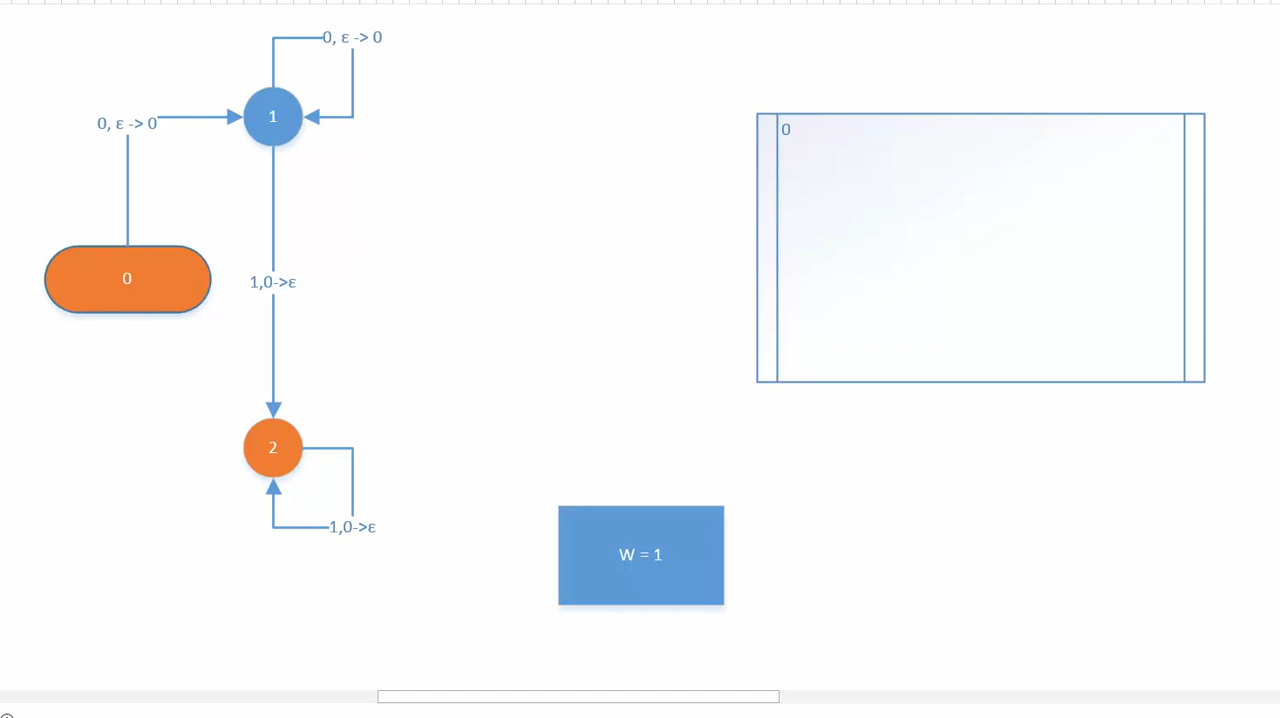 0, ε -> 0
1
0, ε -> 0
0
0
1,0->ε
2
1,0->ε
W = 1